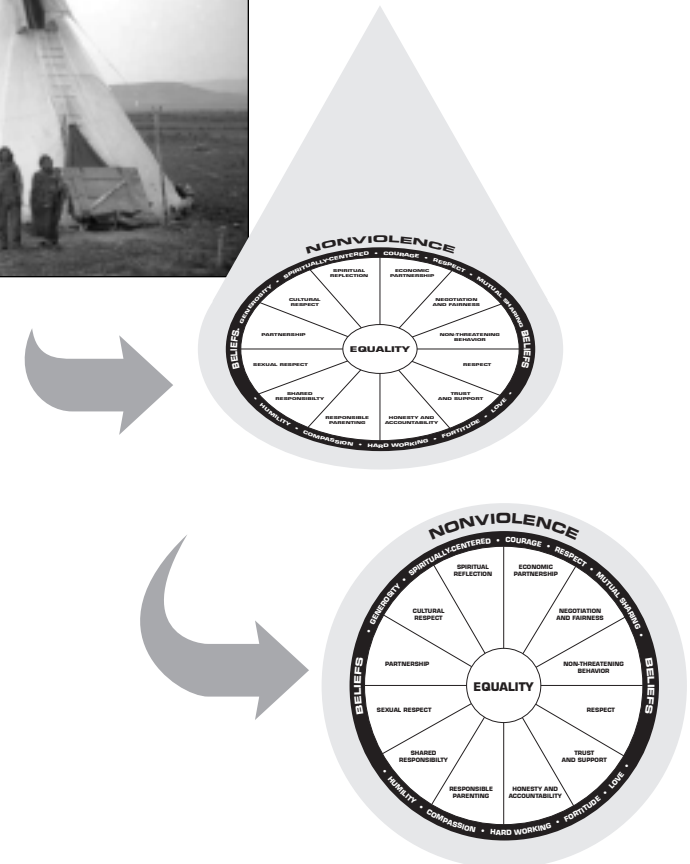 NONVIOLENCE
BELIEFS • GENEROSITY • SPIRITUALLY-CENTERED • COURAGE • RESPECT • MUTUAL SHARING BELIEFS
SPIRITUAL
REFLECTION
ECONOMIC
PARTNERSHIP
CULTURAL
RESPECT
NEGOTIATION
AND FAIRNESS
PARTNERSHIP
NON-THREATENING
BEHAVIOR
EQUALITY
SEXUAL RESPECT
RESPECT
SHARED
RESPONSIBILTY
TRUST
AND SUPPORT
RESPONSIBLE
PARENTING
HONESTY AND
ACCOUNTABILITY
• HUMILITY • COMPASSION • HARD WORKING • FORTITUDE • LOVE •
NONVIOLENCE
BELIEFS • GENEROSITY • SPIRITUALLY-CENTERED • COURAGE • RESPECT • MUTUAL SHARING • BELIEFS
SPIRITUAL
REFLECTION
ECONOMIC
PARTNERSHIP
CULTURAL
RESPECT
NEGOTIATION
AND FAIRNESS
PARTNERSHIP
NON-THREATENING
BEHAVIOR
EQUALITY
SEXUAL RESPECT
RESPECT
SHARED
RESPONSIBILTY
TRUST
AND SUPPORT
RESPONSIBLE
PARENTING
HONESTY AND
ACCOUNTABILITY
• HUMILITY • COMPASSION • HARD WORKING • FORTITUDE • LOVE •